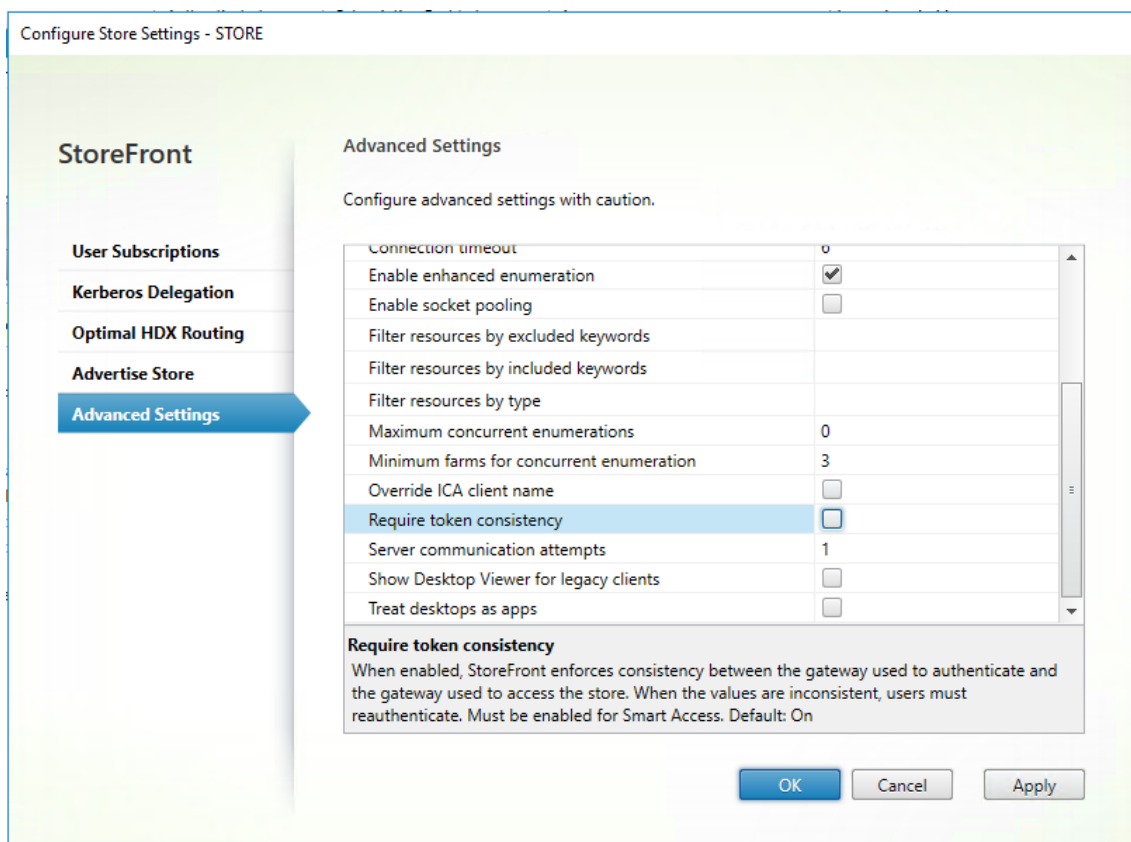 Configure Store Settings - STORE
StoreFront
User Subscriptions
Kerberos Delegation
Optimal HDX Routing
Advertise Store
Advanced Settings
Advanced Settings
Configure advanced settings with caution.
Connection timeout 6
Enable enhanced enumeration
Enable socket pooling
Filter resources by excluded keywords
Filter resources by included keywords
Filter resources by type
Maximum concurrent enumerations 0
Minimum farms for concurrent enumeration 3
Override ICA client name
Require token consistency
Server communication attempts 1
Show Desktop Viewer for legacy clients
Treat desktops as apps
Require token consistency
When enabled, StoreFront enforces consistency between the gateway used to authenticate and
the gateway used to access the store. When the values are inconsistent, users must
reauthenticate. Must be enabled for Smart Access. Default: On
OK Cancel Apply